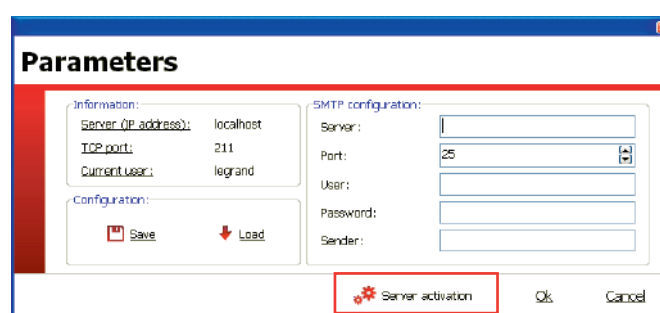 Parameters
Information:
Server (IP address): localhost
TCP port: 211
Current user: legrand
Configuration:
Save Load
SMTP configuration:
Server:
Port: 25
User:
Password:
Sender:
Server activation Ok Cancel